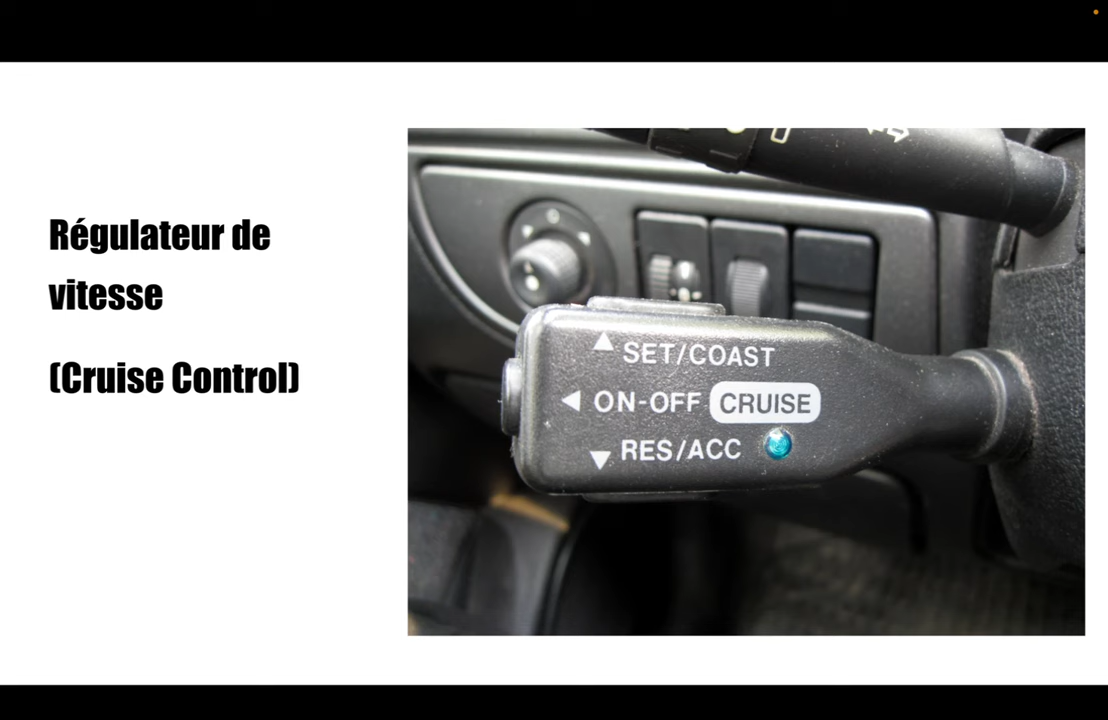 Régulateur de
vitesse
(Cruise Control)
SET/COAST
ON-OFF CRUISE
RES/ACC